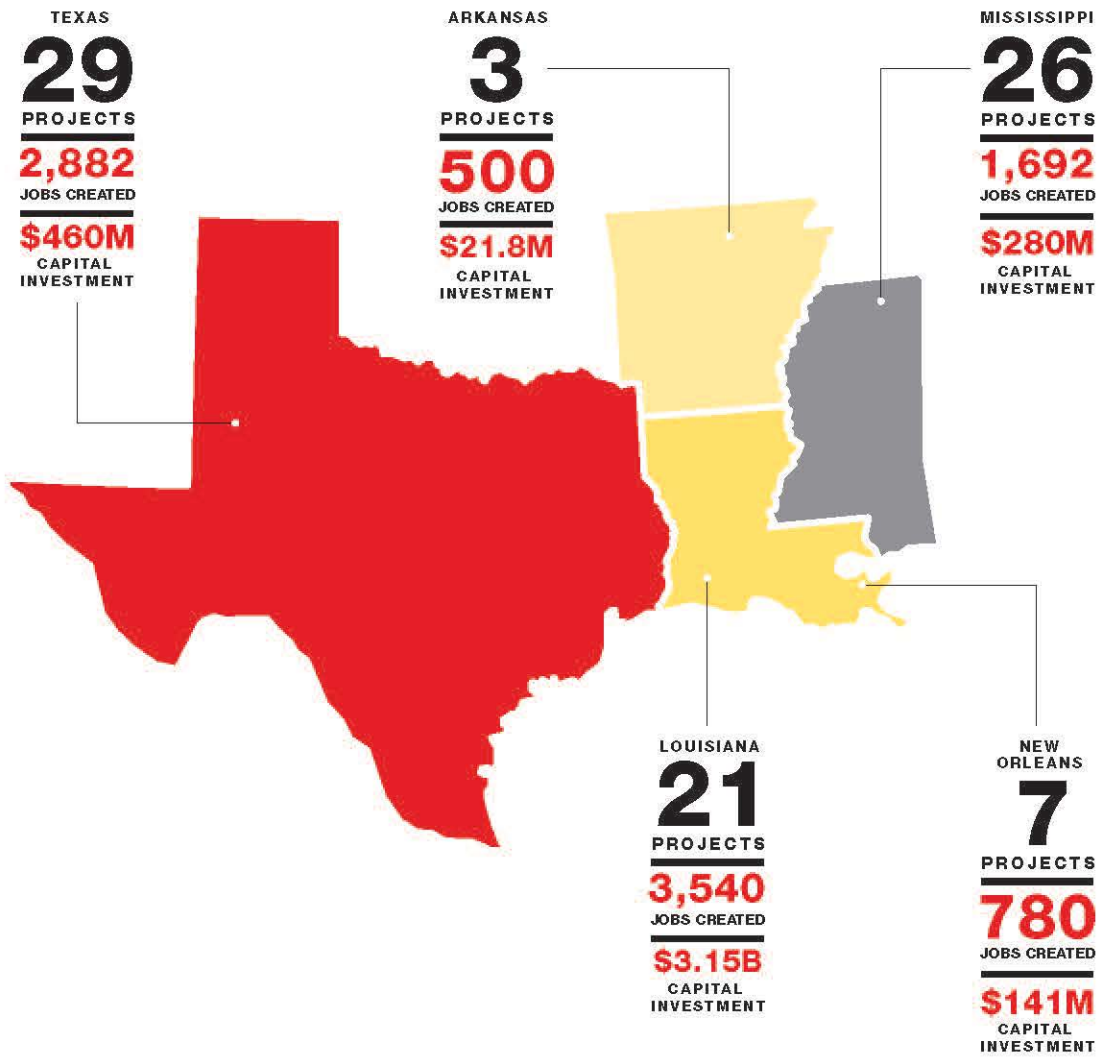 TEXAS
29
PROJECTS
2,882
JOBS CREATED
$460M
CAPITAL
INVESTMENT
ARKANSAS
3
PROJECTS
500
JOBS CREATED
$21.8M
CAPITAL
INVESTMENT
MISSISSIPPI
26
PROJECTS
1,692
JOBS CREATED
$280M
CAPITAL
INVESTMENT
LOUISIANA
21
PROJECTS
3,540
JOBS CREATED
$3.15B
CAPITAL
INVESTMENT
NEW
ORLEANS
7
PROJECTS
780
JOBS CREATED
$141M
CAPITAL
INVESTMENT